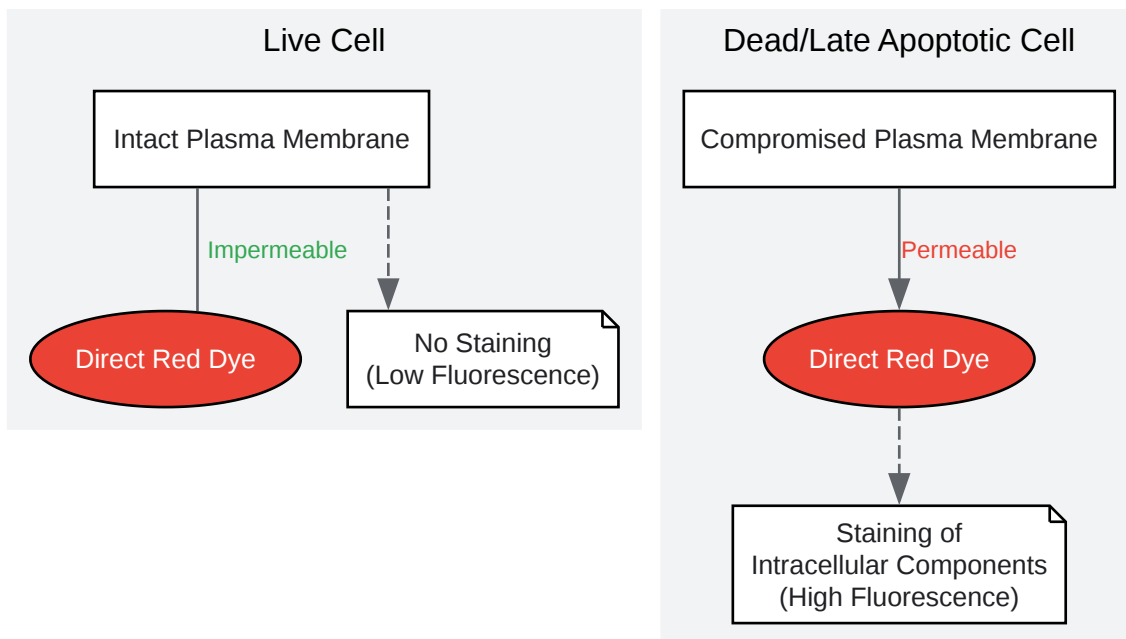 Live Cell
Intact Plasma Membrane
Impermeable
Direct Red Dye
No Staining
(Low Fluorescence)
Dead/Late Apoptotic Cell
Compromised Plasma Membrane
Permeable
Direct Red Dye
Staining of
Intracellular Components
(High Fluorescence)